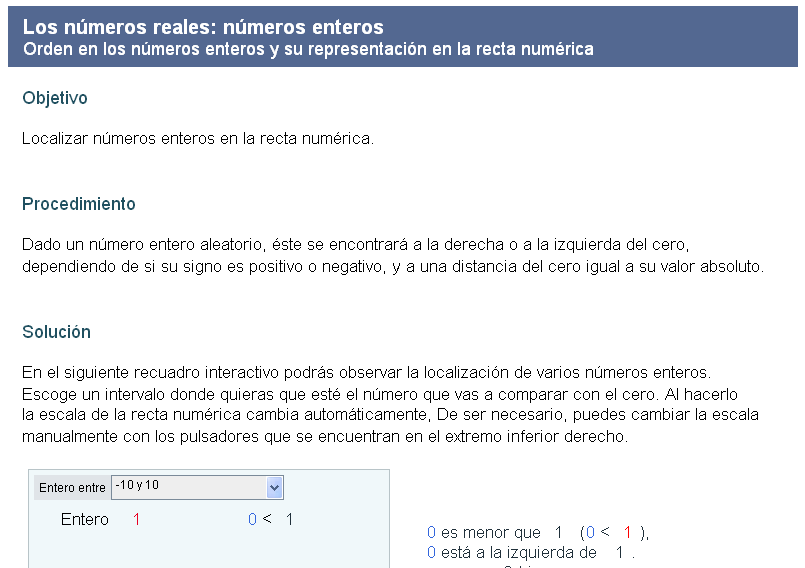 Los números reales: números enteros
Orden en los números enteros y su representación en la recta numérica
Objetivo
Localizar números enteros en la recta numérica.
Procedimiento
Dado un número entero aleatorio, éste se encontrará a la derecha o a la izquierda del cero,
dependiendo de si su signo es positivo o negativo, y a una distancia del cero igual a su valor absoluto.
Solución
En el siguiente recuadro interactivo podrás observar la localización de varios números enteros.
Escoge un intervalo donde quieras que esté el número que vas a comparar con el cero. Al hacerlo
la escala de la recta numérica cambia automáticamente, De ser necesario, puedes cambiar la escala
manualmente con los pulsadores que se encuentran en el extremo inferior derecho.
Entero entre -10 y 10
Entero 1 0 < 1
0 es menor que 1 (0 < 1 ),
0 está a la izquierda de 1 .